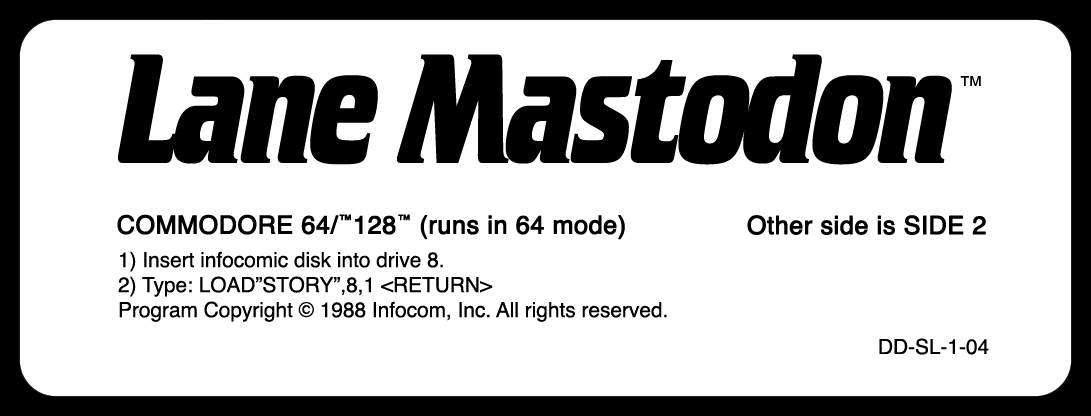 Lane Mastodon™
COMMODORE 64/™128™ (runs in 64 mode) Other side is SIDE 2
1) Insert infocomic disk into drive 8.
2) Type: LOAD”STORY”,8,1 <RETURN>
Program Copyright © 1988 Infocom, Inc. All rights reserved.
DD-SL-1-04